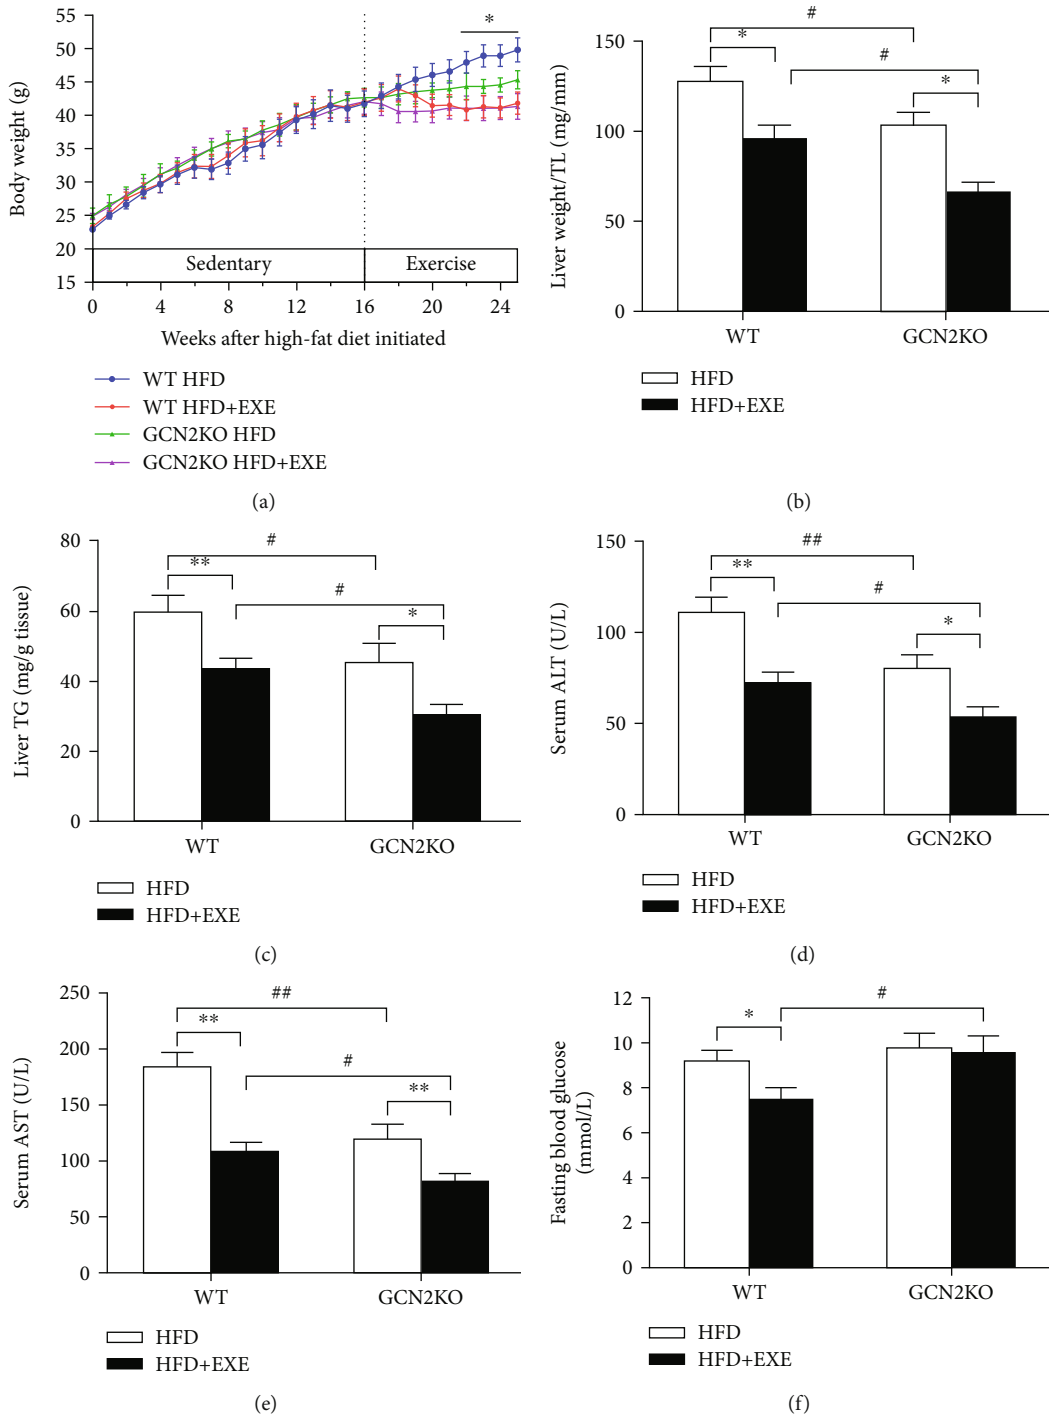 55
50
45
40
35
30
25
20
15
Body weight (g)
*
Sedentary
Exercise
0 4 8 12 16 20 24
Weeks after high-fat diet initiated
WT HFD
WT HFD+EXE
GCN2KO HFD
GCN2KO HFD+EXE
(a)
150
100
50
0
Liver weight/TL (mg/mm)
#
*
#
*
WT GCN2KO
HFD
HFD+EXE
(b)
80
60
40
20
0
Liver TG (mg/g tissue)
#
**
#
*
WT GCN2KO
HFD
HFD+EXE
(c)
150
100
50
0
Serum ALT (U/L)
##
**
#
*
WT GCN2KO
HFD
HFD+EXE
(d)
250
200
150
100
50
0
Serum AST (U/L)
##
**
#
**
WT GCN2KO
HFD
HFD+EXE
(e)
12
10
8
6
4
2
0
Fasting blood glucose
(mmol/L)
#
*
WT GCN2KO
HFD
HFD+EXE
(f)